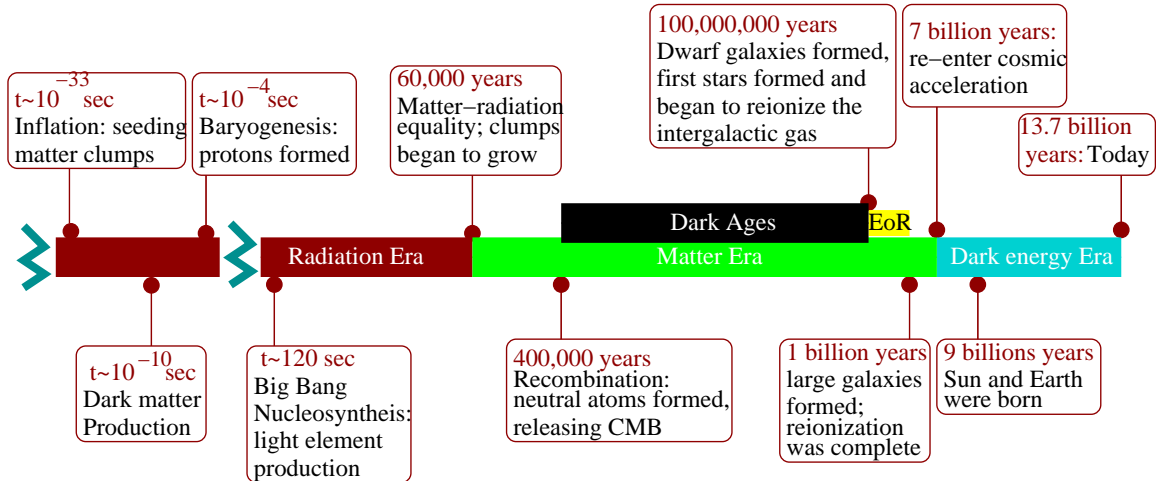 t~10^−33 sec
Inflation: seeding
matter clumps
t~10^−4 sec
Baryogenesis:
protons formed
60,000 years
Matter−radiation
equality; clumps
began to grow
100,000,000 years
Dwarf galaxies formed,
first stars formed and
began to reionize the
intergalactic gas
7 billion years:
re−enter cosmic
acceleration
13.7 billion
years: Today
Dark Ages
EoR
Radiation Era
Matter Era
Dark energy Era
t~10^−10 sec
Dark matter
Production
t~120 sec
Big Bang
Nucleosyntheis:
light element
production
400,000 years
Recombination:
neutral atoms formed,
releasing CMB
1 billion years
large galaxies
formed;
reionization
was complete
9 billions years
Sun and Earth
were born